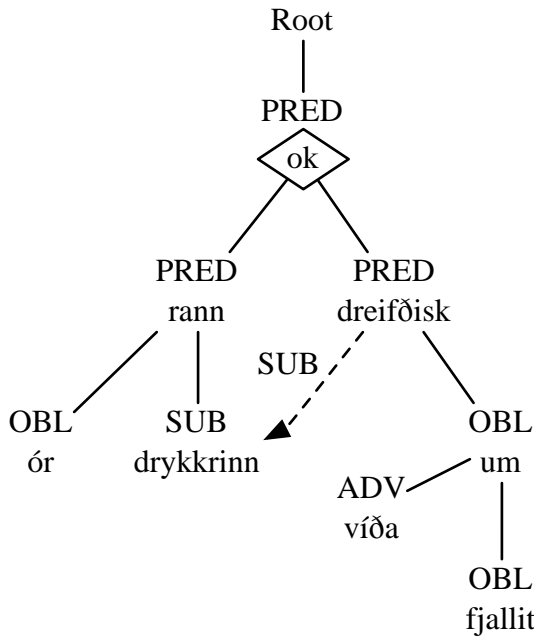 Root
PRED
ok
PRED PRED
rann dreifðisk
SUB
OBL SUB OBL
ór drykkrinn um
ADV
víða
OBL
fjallit